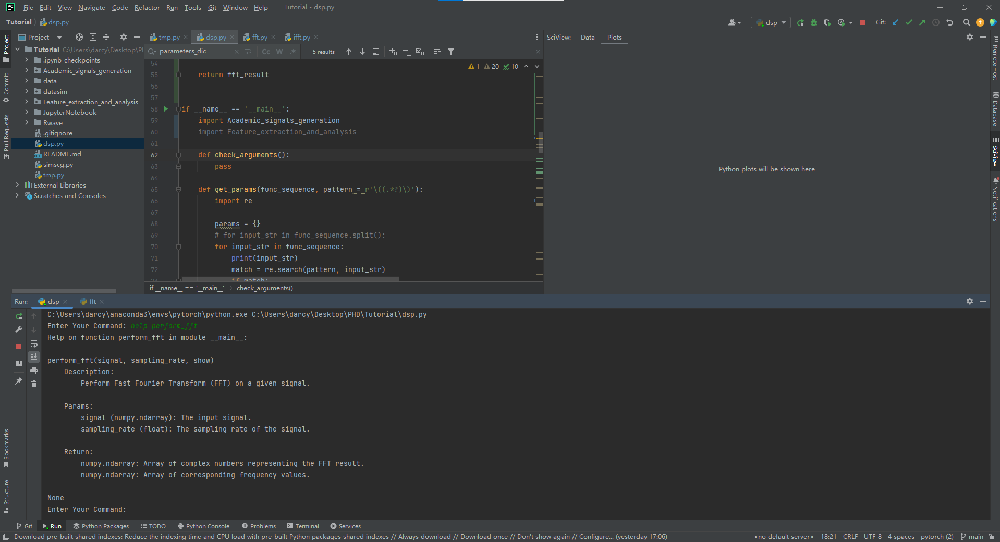 PC File Edit View Navigate Code Refactor Run Tools Git Window Help Tutorial - dsp.py
Tutorial dsp.py
dsp Git:
Project
tmp.py dsp.py fft.py ifft.py
SciView: Data Plots
Tutorial C:\Users\darcy\Desktop\PH
.ipynb_checkpoints
Academic_signals_generation
data
datasim
Feature_extraction_and_analysis
JupyterNotebook
Rwave
.gitignore
dsp.py
README.md
simscg.py
tmp.py
External Libraries
Scratches and Consoles
parameters_dic Cc W .* 5 results
1 20 10
54
55 return fft_result
56
57
58 if __name__ == '__main__':
59 import Academic_signals_generation
60 import Feature_extraction_and_analysis
61
62 def check_arguments():
63 pass
64
65 def get_params(func_sequence, pattern = r'\((.*?)\)'):
66 import re
67
68 params = {}
69 # for input_str in func_sequence.split():
70 for input_str in func_sequence:
71 print(input_str)
72 match = re.search(pattern, input_str)
73 if match:
if __name__ == '__main__' check_arguments()
Python plots will be shown here
Project
Commit
Pull Requests
Bookmarks
Structure
Remote Host
Database
SciView
Notifications
Run: dsp fft
C:\Users\darcy\anaconda3\envs\pytorch\python.exe C:\Users\darcy\Desktop\PHD\Tutorial\dsp.py
Enter Your Command: help perform_fft
Help on function perform_fft in module __main__:
perform_fft(signal, sampling_rate, show)
Description:
Perform Fast Fourier Transform (FFT) on a given signal.
Params:
signal (numpy.ndarray): The input signal.
sampling_rate (float): The sampling rate of the signal.
Return:
numpy.ndarray: Array of complex numbers representing the FFT result.
numpy.ndarray: Array of corresponding frequency values.
None
Enter Your Command:
Git Run Python Packages TODO Python Console Problems Terminal Services
Download pre-built shared indexes: Reduce the indexing time and CPU load with pre-built Python packages shared indexes // Always download // Download once // Don't show again // Configure... (yesterday 17:06)
<no default server> 18:21 CRLF UTF-8 4 spaces pytorch (2) main